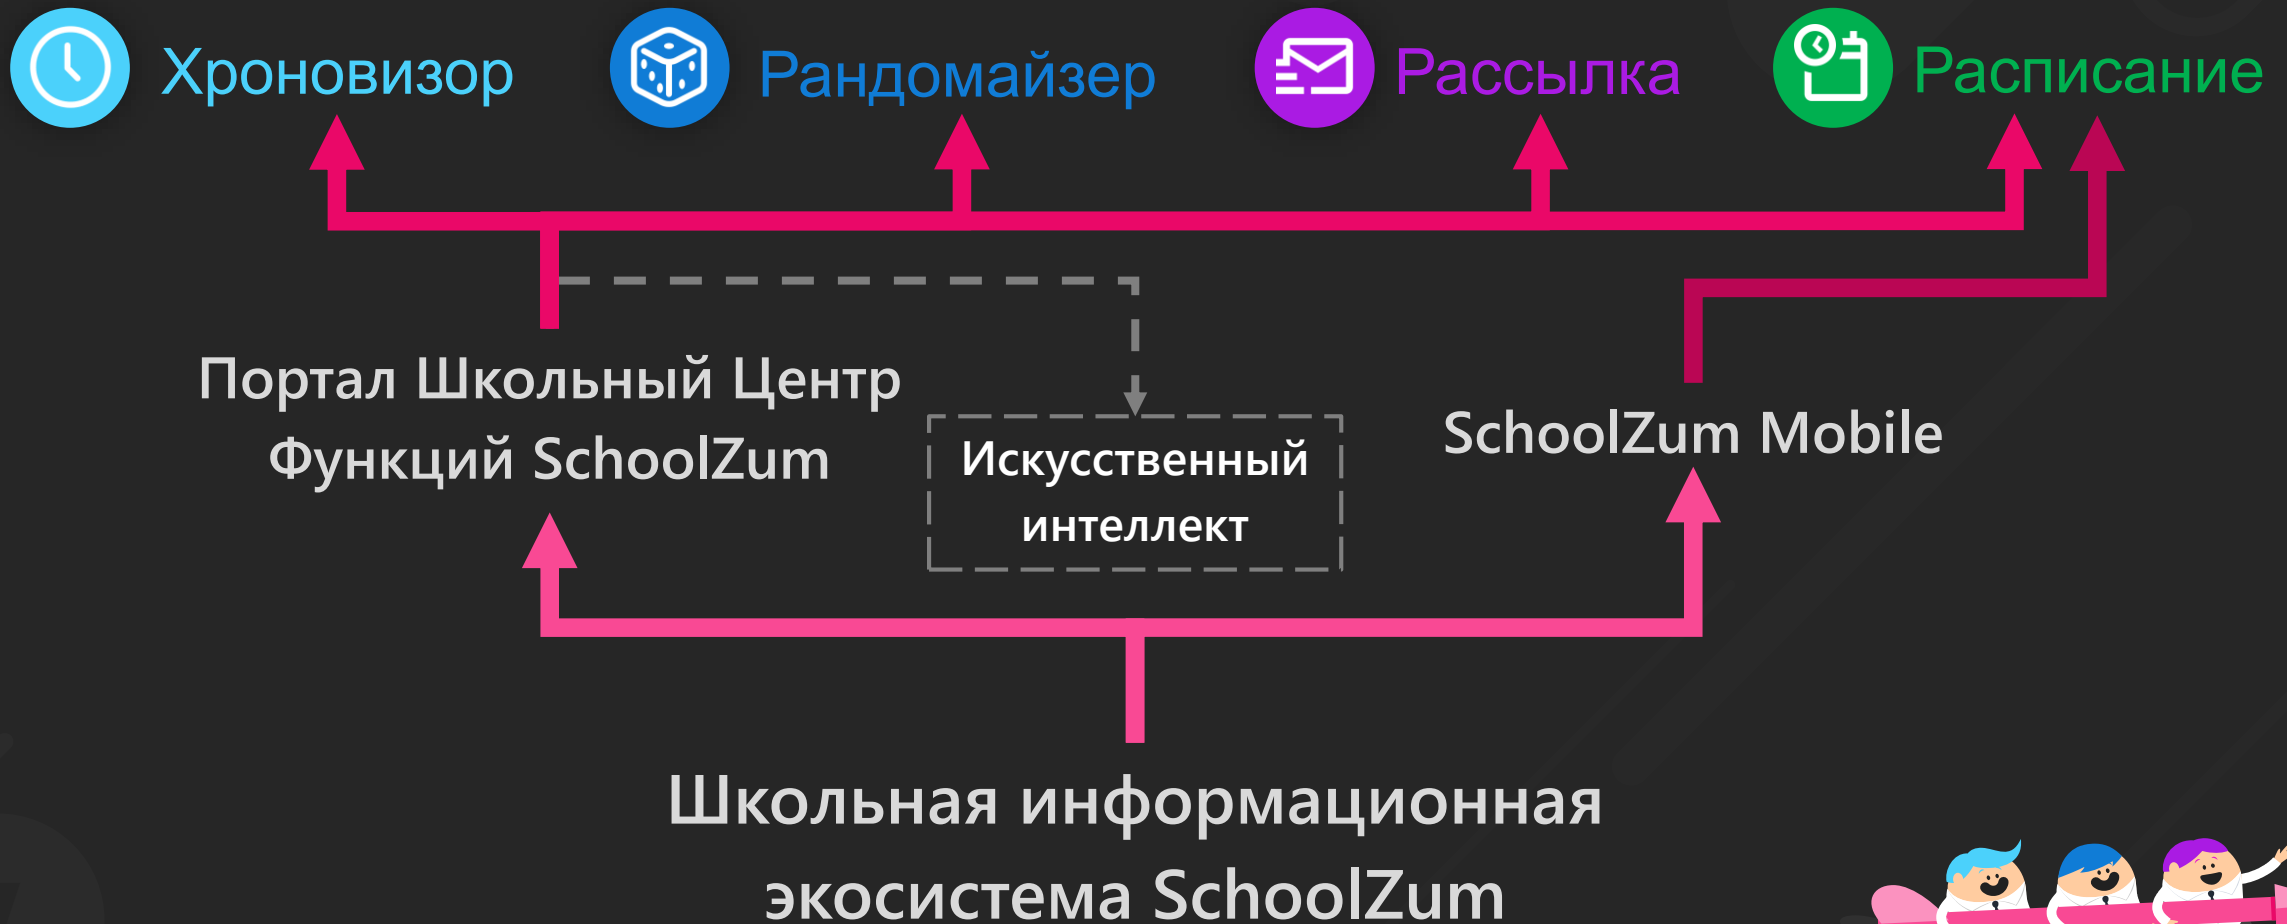 Хроновизор
Рандомайзер
Рассылка
Расписание
Портал Школьный Центр
Функций SchoolZum
Искусственный
интеллект
SchoolZum Mobile
Школьная информационная
экосистема SchoolZum